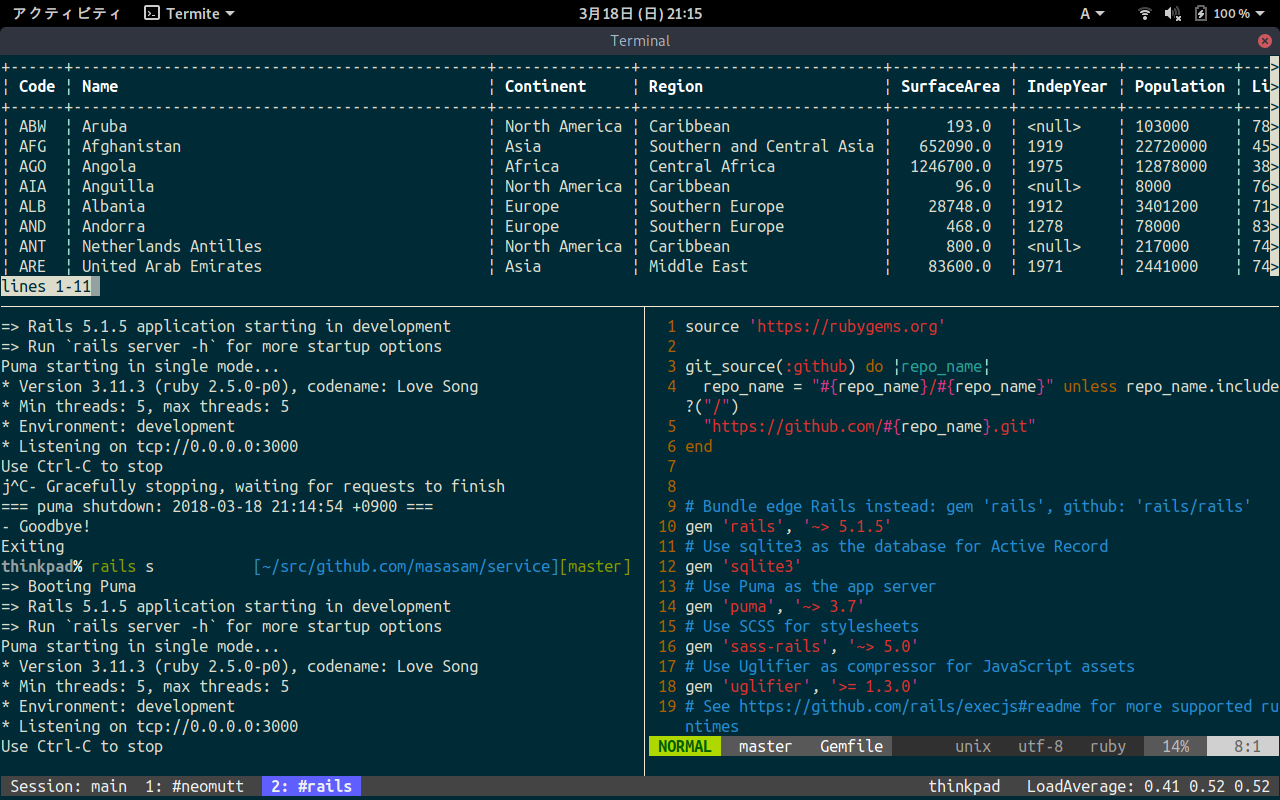 アクティビティ Termite 3月18日 (日) 21:15 A 100 %
Terminal
+------+----------------------------------------------+---------------+---------------------------+-------------+-----------+------------+--->
¦ Code ¦ Name ¦ Continent ¦ Region ¦ SurfaceArea ¦ IndepYear ¦ Population ¦ Li>
+------+----------------------------------------------+---------------+---------------------------+-------------+-----------+------------+--->
¦ ABW ¦ Aruba ¦ North America ¦ Caribbean ¦ 193.0 ¦ <null> ¦ 103000 ¦ 78>
¦ AFG ¦ Afghanistan ¦ Asia ¦ Southern and Central Asia ¦ 652090.0 ¦ 1919 ¦ 22720000 ¦ 45>
¦ AGO ¦ Angola ¦ Africa ¦ Central Africa ¦ 1246700.0 ¦ 1975 ¦ 12878000 ¦ 38>
¦ AIA ¦ Anguilla ¦ North America ¦ Caribbean ¦ 96.0 ¦ <null> ¦ 8000 ¦ 76>
¦ ALB ¦ Albania ¦ Europe ¦ Southern Europe ¦ 28748.0 ¦ 1912 ¦ 3401200 ¦ 71>
¦ AND ¦ Andorra ¦ Europe ¦ Southern Europe ¦ 468.0 ¦ 1278 ¦ 78000 ¦ 83>
¦ ANT ¦ Netherlands Antilles ¦ North America ¦ Caribbean ¦ 800.0 ¦ <null> ¦ 217000 ¦ 74>
¦ ARE ¦ United Arab Emirates ¦ Asia ¦ Middle East ¦ 83600.0 ¦ 1971 ¦ 2441000 ¦ 74>
lines 1-11
=> Rails 5.1.5 application starting in development
=> Run `rails server -h` for more startup options
Puma starting in single mode...
* Version 3.11.3 (ruby 2.5.0-p0), codename: Love Song
* Min threads: 5, max threads: 5
* Environment: development
* Listening on tcp://0.0.0.0:3000
Use Ctrl-C to stop
j^C- Gracefully stopping, waiting for requests to finish
=== puma shutdown: 2018-03-18 21:14:54 +0900 ===
- Goodbye!
Exiting
thinkpad% rails s [~/src/github.com/masasam/service][master]
=> Booting Puma
=> Rails 5.1.5 application starting in development
=> Run `rails server -h` for more startup options
Puma starting in single mode...
* Version 3.11.3 (ruby 2.5.0-p0), codename: Love Song
* Min threads: 5, max threads: 5
* Environment: development
* Listening on tcp://0.0.0.0:3000
Use Ctrl-C to stop
1 source 'https://rubygems.org'
2
3 git_source(:github) do ¦repo_name¦
4 repo_name = "#{repo_name}/#{repo_name}" unless repo_name.include
?("/")
5 "https://github.com/#{repo_name}.git"
6 end
7
8
9 # Bundle edge Rails instead: gem 'rails', github: 'rails/rails'
10 gem 'rails', '~> 5.1.5'
11 # Use sqlite3 as the database for Active Record
12 gem 'sqlite3'
13 # Use Puma as the app server
14 gem 'puma', '~> 3.7'
15 # Use SCSS for stylesheets
16 gem 'sass-rails', '~> 5.0'
17 # Use Uglifier as compressor for JavaScript assets
18 gem 'uglifier', '>= 1.3.0'
19 # See https://github.com/rails/execjs#readme for more supported ru
ntimes
NORMAL master Gemfile unix utf-8 ruby 14% 8:1
Session: main 1: #neomutt 2: #rails thinkpad LoadAverage: 0.41 0.52 0.52